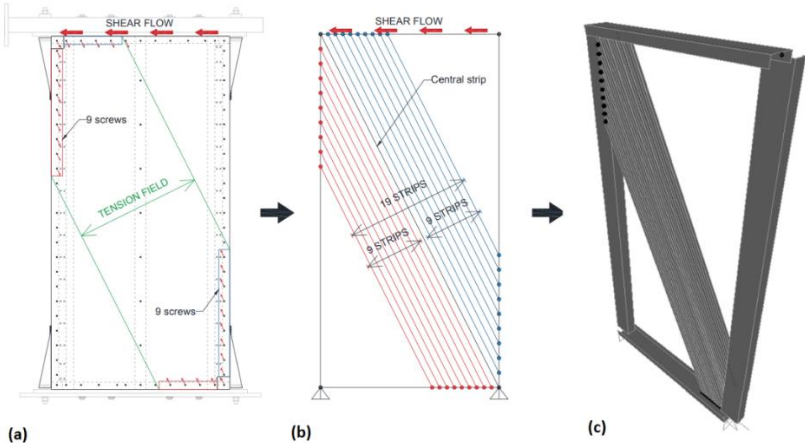 SHEAR FLOW
9 screws
TENSION FIELD
9 screws
(a)
SHEAR FLOW
Central strip
19 STRIPS
9 STRIPS
9 STRIPS
(b)
(c)